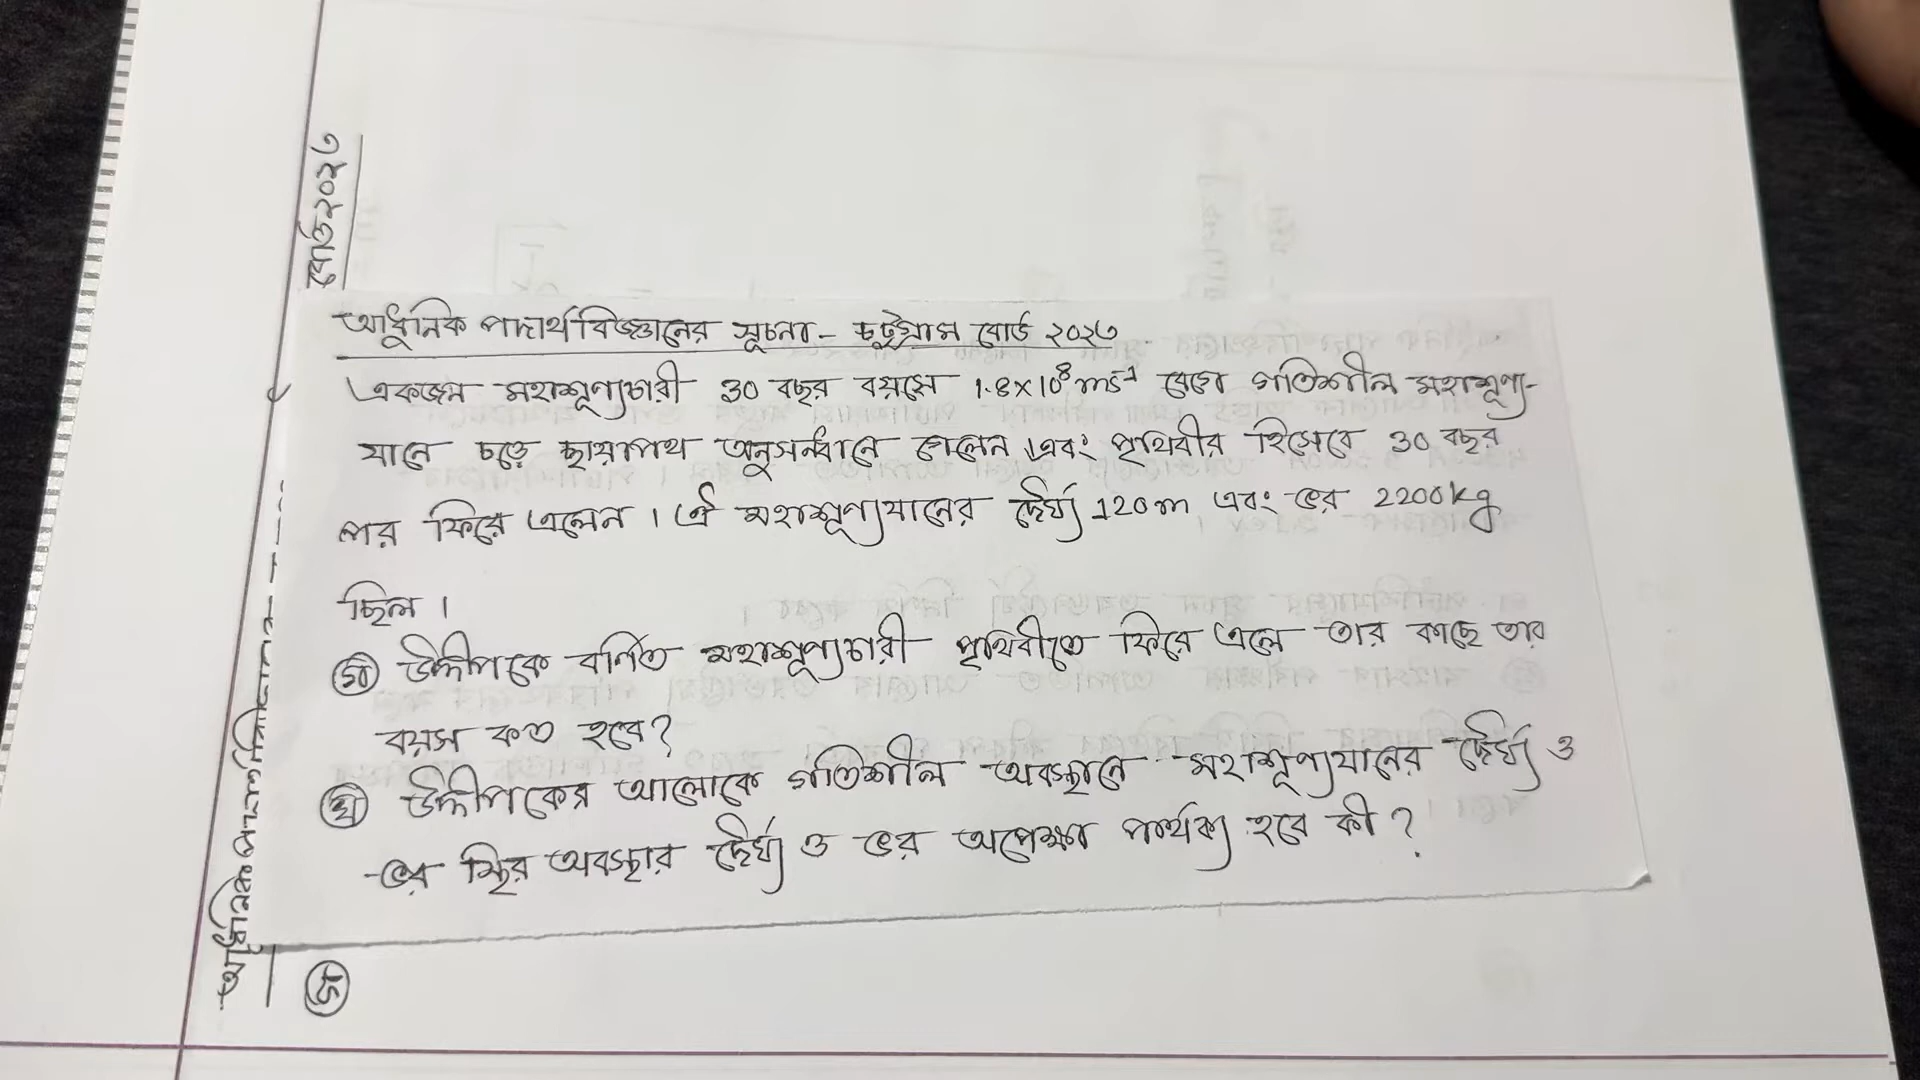 বোর্ড২০২৩
আধুনিক পদার্থবিজ্ঞানের সূচনা- চট্টগ্রাম বোর্ড ২০২৩
একজন মহাশূণ্যচারী 30 বছর বয়সে 1.8×10⁸ms⁻¹ বেগে গতিশীল মহাশূণ্য-
যানে চড়ে ছায়াপথ অনুসন্ধানে গেলেন এবং পৃথিবীর হিসেবে 30 বছর
পর ফিরে এলেন। ঐ মহাশূণ্যযানের দৈর্ঘ্য 120m এবং ভর 2200kg
ছিল।
গ উদ্দীপকে বর্ণিত মহাশূণ্যচারী পৃথিবীতে ফিরে এলে তার কাছে তার
বয়স কত হবে?
ঘ উদ্দীপকের আলোকে গতিশীল অবস্থানে মহাশূণ্যযানের দৈর্ঘ্য ও
ভর স্থির অবস্থার দৈর্ঘ্য ও ভর অপেক্ষা পার্থক্য হবে কী?
গ